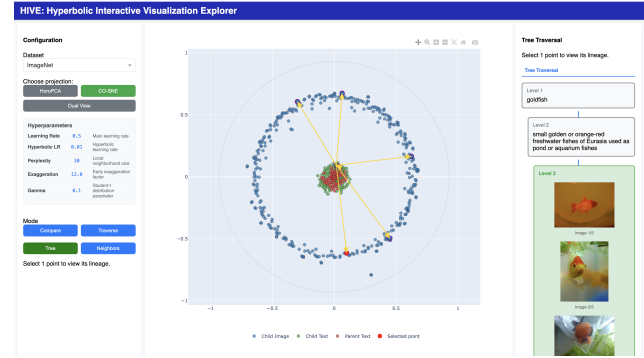 HIVE: Hyperbolic Interactive Visualization Explorer
Configuration
Dataset
ImageNet
Choose projection:
HoroPCA
CO-SNE
Dual View
Hyperparameters
Learning Rate 0.5 Main learning rate
Hyperbolic LR 0.01 Hyperbolic
learning rate
Perplexity 30 Local
neighborhood size
Exaggeration 12.0 Early exaggeration
factor
Gamma 0.1 Student-t
distribution
parameter
Mode
Compare
Traverse
Tree
Neighbors
Select 1 point to view its lineage.
1
0.5
0
−0.5
−1
−1 −0.5 0 0.5 1
Child Image Child Text Parent Text Selected point
Tree Traversal
Select 1 point to view its lineage.
Tree Traversal
Level 1
goldfish
Level 2
small golden or orange-red
freshwater fishes of Eurasia used as
pond or aquarium fishes
Level 3
Image 1/5
Image 2/5